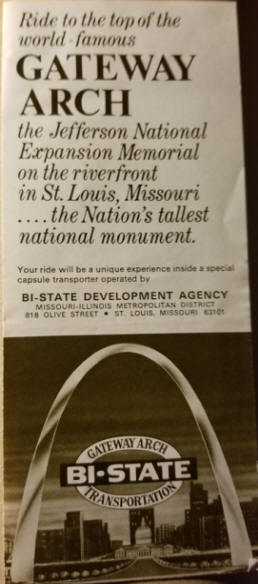 Ride to the top of the
world-famous
GATEWAY
ARCH
the Jefferson National
Expansion Memorial
on the riverfront
in St. Louis, Missouri
....the Nation's tallest
national monument.
Your ride will be a unique experience inside a special
capsule transporter operated by
BI-STATE DEVELOPMENT AGENCY
MISSOURI-ILLINOIS METROPOLITAN DISTRICT
818 OLIVE STREET • ST. LOUIS, MISSOURI 63101
GATEWAY ARCH
BI•STATE
TRANSPORTATION